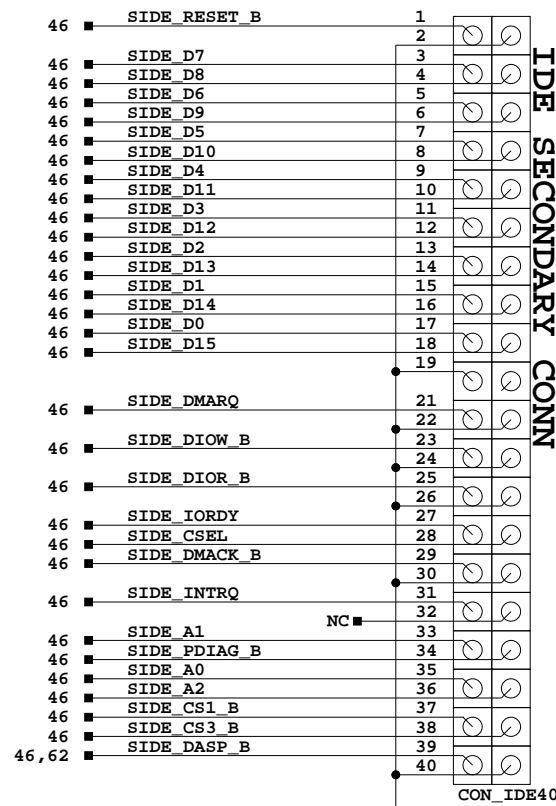 46 SIDE_RESET_B 1
2
46 SIDE_D7 3
46 SIDE_D8 4
46 SIDE_D6 5
46 SIDE_D9 6
46 SIDE_D5 7
46 SIDE_D10 8
46 SIDE_D4 9
46 SIDE_D11 10
46 SIDE_D3 11
46 SIDE_D12 12
46 SIDE_D2 13
46 SIDE_D13 14
46 SIDE_D1 15
46 SIDE_D14 16
46 SIDE_D0 17
46 SIDE_D15 18
19
46 SIDE_DMARQ 21
22
46 SIDE_DIOW_B 23
24
46 SIDE_DIOR_B 25
26
46 SIDE_IORDY 27
46 SIDE_CSEL 28
46 SIDE_DMACK_B 29
30
46 SIDE_INTRQ 31
NC 32
46 SIDE_A1 33
46 SIDE_PDIAG_B 34
46 SIDE_A0 35
46 SIDE_A2 36
46 SIDE_CS1_B 37
46 SIDE_CS3_B 38
46,62 SIDE_DASP_B 39
40
CON_IDE40
IDE SECONDARY CONN